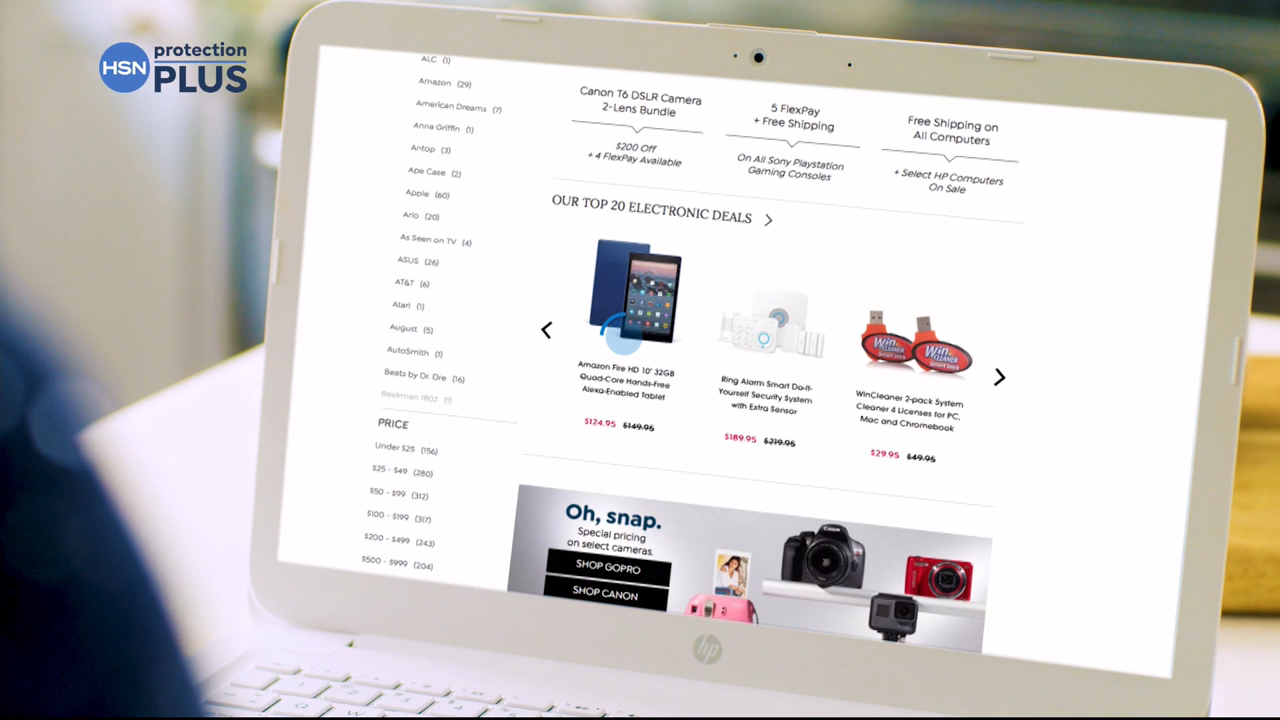 HSN
protection
PLUS
ALC (1)
Amazon (29)
American Dreams (7)
Anna Griffin (1)
Antop (3)
Ape Case (2)
Apple (60)
Arlo (20)
As Seen on TV (4)
ASUS (26)
AT&T (6)
Atari (1)
August (5)
AutoSmith (1)
Beats by Dr. Dre (16)
Beekman 1802 (1)
PRICE
Under $25 (156)
$25 - $49 (280)
$50 - $99 (312)
$100 - $199 (317)
$200 - $499 (243)
$500 - $999 (204)
Canon T6 DSLR Camera
2-Lens Bundle
$200 Off
+ 4 FlexPay Available
5 FlexPay
+ Free Shipping
On All Sony Playstation
Gaming Consoles
Free Shipping on
All Computers
+ Select HP Computers
On Sale
OUR TOP 20 ELECTRONIC DEALS
Amazon Fire HD 10" 32GB
Quad-Core Hands-Free
Alexa-Enabled Tablet
$124.95 $149.95
Ring Alarm Smart Do-It-
Yourself Security System
with Extra Sensor
$189.95 $219.95
Win
CLEANER
Win
CLEANER
WinCleaner 2-pack System
Cleaner 4 Licenses for PC,
Mac and Chromebook
$29.95 $49.95
Oh, snap.
Special pricing
on select cameras.
SHOP GOPRO
SHOP CANON
Canon
hp